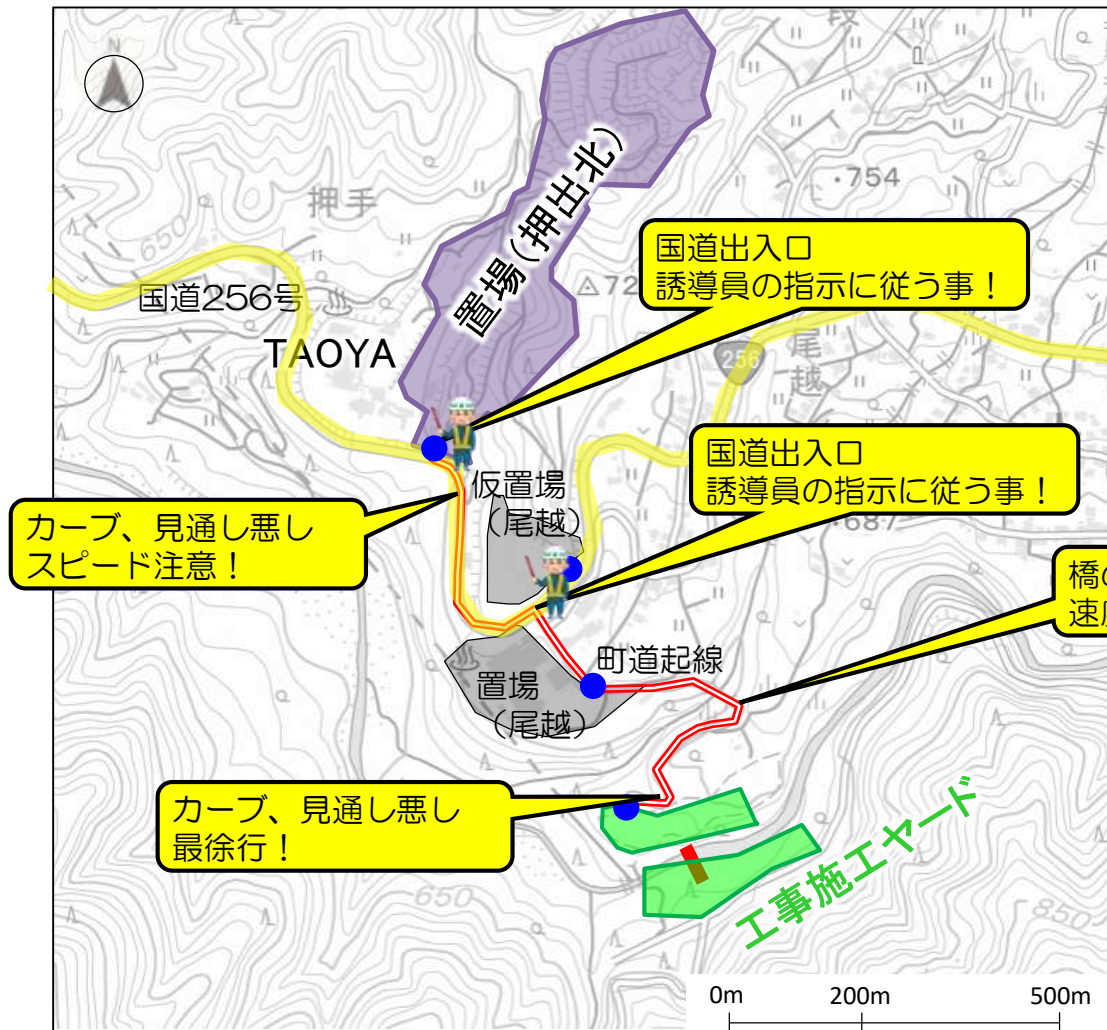 N
段
・754
押手
650
置場(押出北)
国道出入口
誘導員の指示に従う事!
国道256号
△72
TAOYA
256
尾越
国道出入口
誘導員の指示に従う事!
仮置場
(尾越)
カーブ、見通し悪し
スピード注意!
・687
橋の
町道起線
置場
(尾越)
カーブ、見通し悪し
最徐行!
工事施工ヤード
650
850
0m 200m 500m